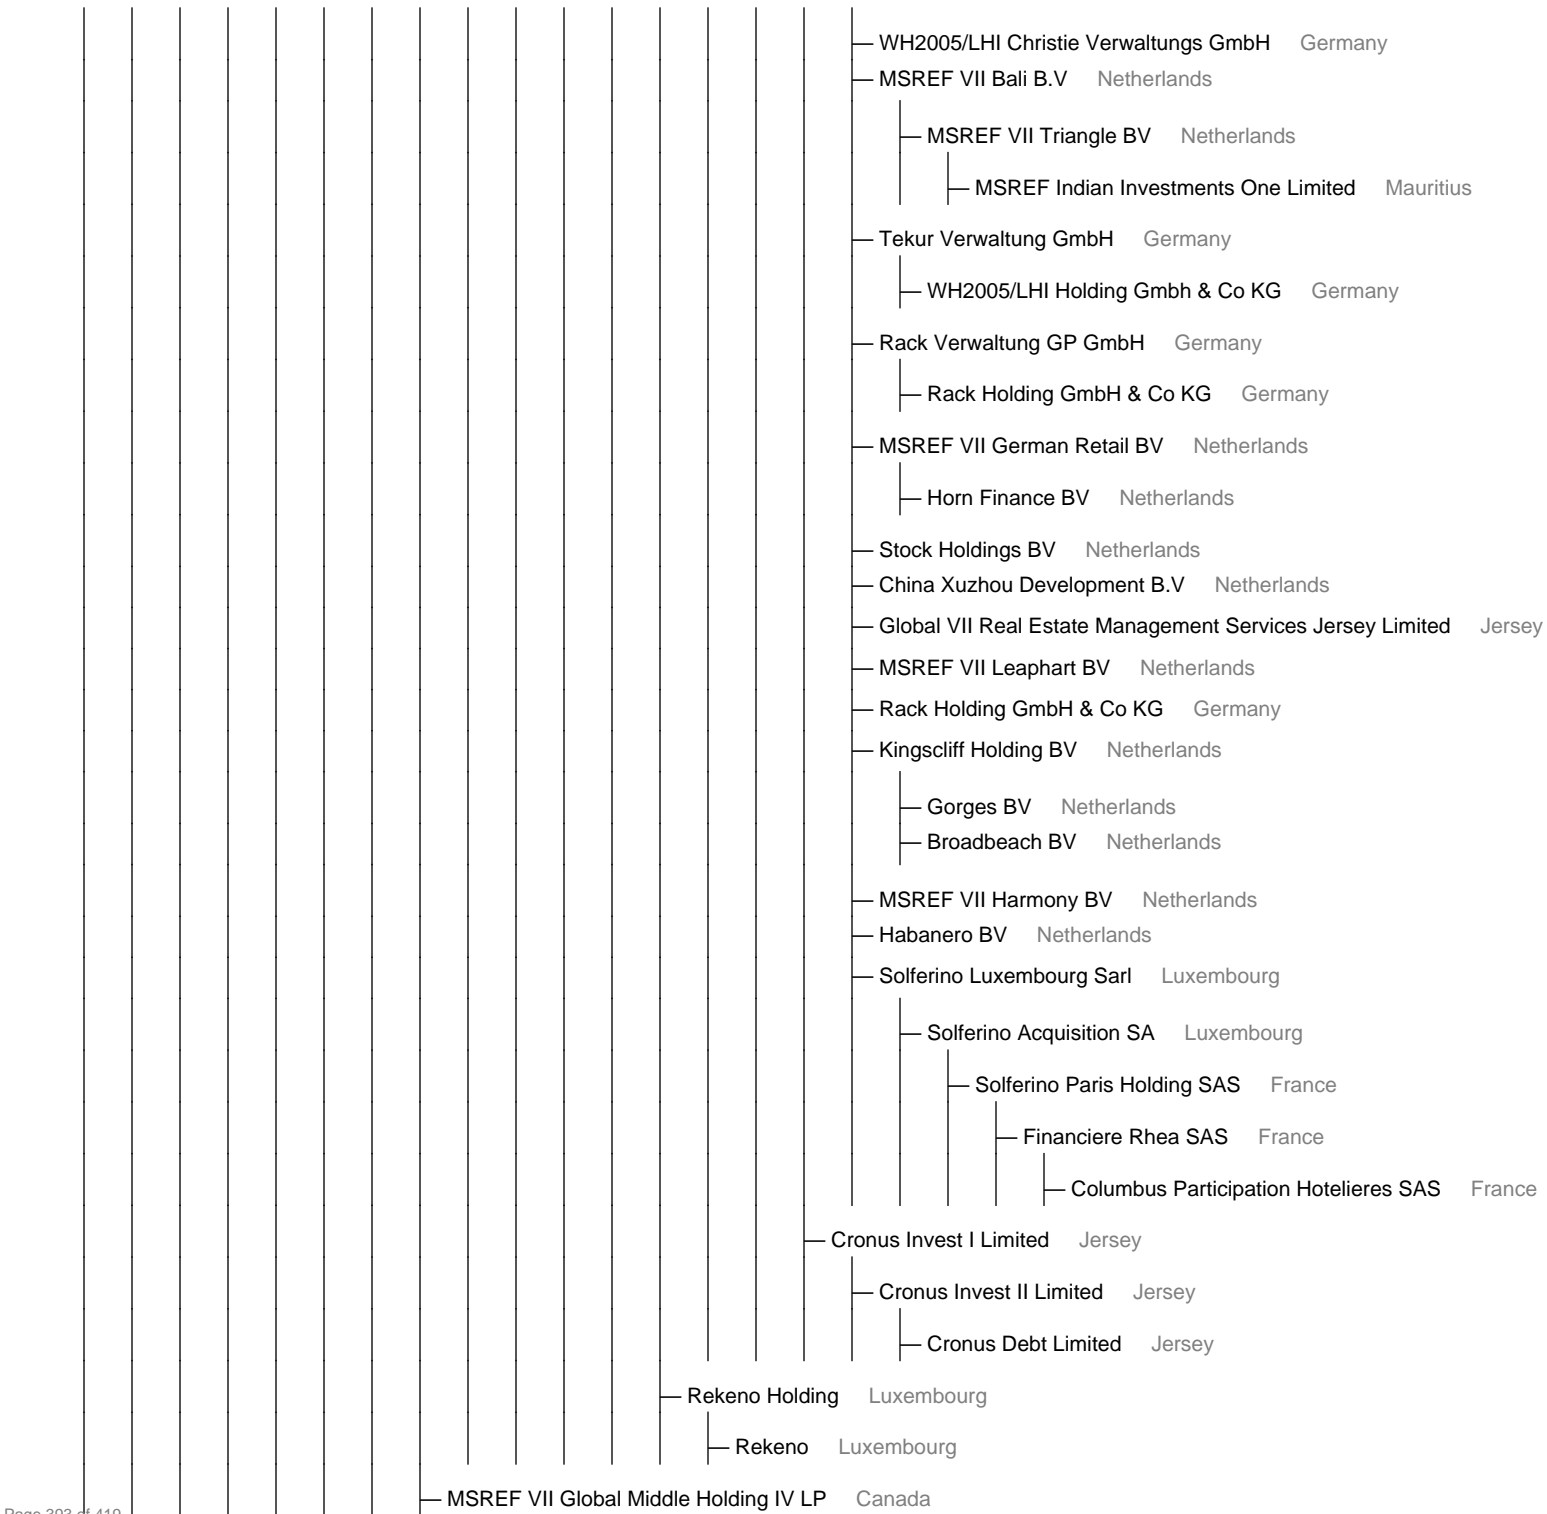 WH2005/LHI Christie Verwaltungs GmbH Germany
MSREF VII Bali B.V Netherlands
MSREF VII Triangle BV Netherlands
MSREF Indian Investments One Limited Mauritius
Tekur Verwaltung GmbH Germany
WH2005/LHI Holding Gmbh & Co KG Germany
Rack Verwaltung GP GmbH Germany
Rack Holding GmbH & Co KG Germany
MSREF VII German Retail BV Netherlands
Horn Finance BV Netherlands
Stock Holdings BV Netherlands
China Xuzhou Development B.V Netherlands
Global VII Real Estate Management Services Jersey Limited Jersey
MSREF VII Leaphart BV Netherlands
Rack Holding GmbH & Co KG Germany
Kingscliff Holding BV Netherlands
Gorges BV Netherlands
Broadbeach BV Netherlands
MSREF VII Harmony BV Netherlands
Habanero BV Netherlands
Solferino Luxembourg Sarl Luxembourg
Solferino Acquisition SA Luxembourg
Solferino Paris Holding SAS France
Financiere Rhea SAS France
Columbus Participation Hotelieres SAS France
Cronus Invest I Limited Jersey
Cronus Invest II Limited Jersey
Cronus Debt Limited Jersey
Rekeno Holding Luxembourg
Rekeno Luxembourg
MSREF VII Global Middle Holding IV LP Canada
Page 393 of 419